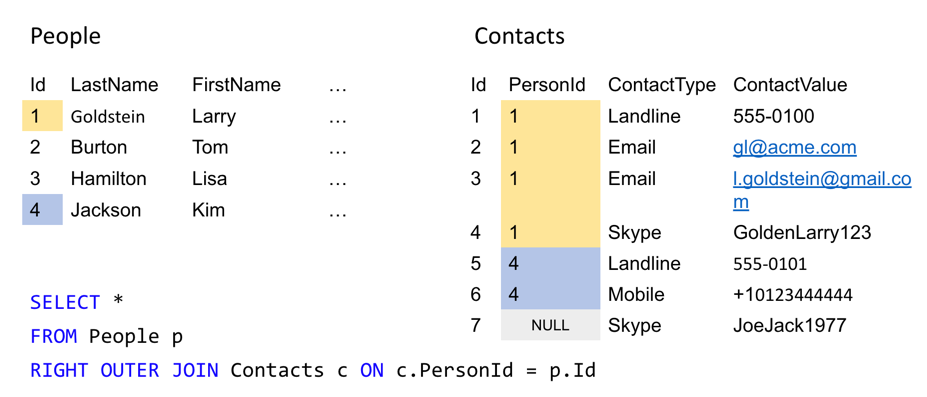 People
Id LastName FirstName ...
1 Goldstein Larry ...
2 Burton Tom ...
3 Hamilton Lisa ...
4 Jackson Kim ...
SELECT *
FROM People p
RIGHT OUTER JOIN Contacts c ON c.PersonId = p.Id
Contacts
Id PersonId ContactType ContactValue
1 1 Landline 555-0100
2 1 Email gl@acme.com
3 1 Email l.goldstein@gmail.co
m
4 1 Skype GoldenLarry123
5 4 Landline 555-0101
6 4 Mobile +10123444444
7 NULL Skype JoeJack1977